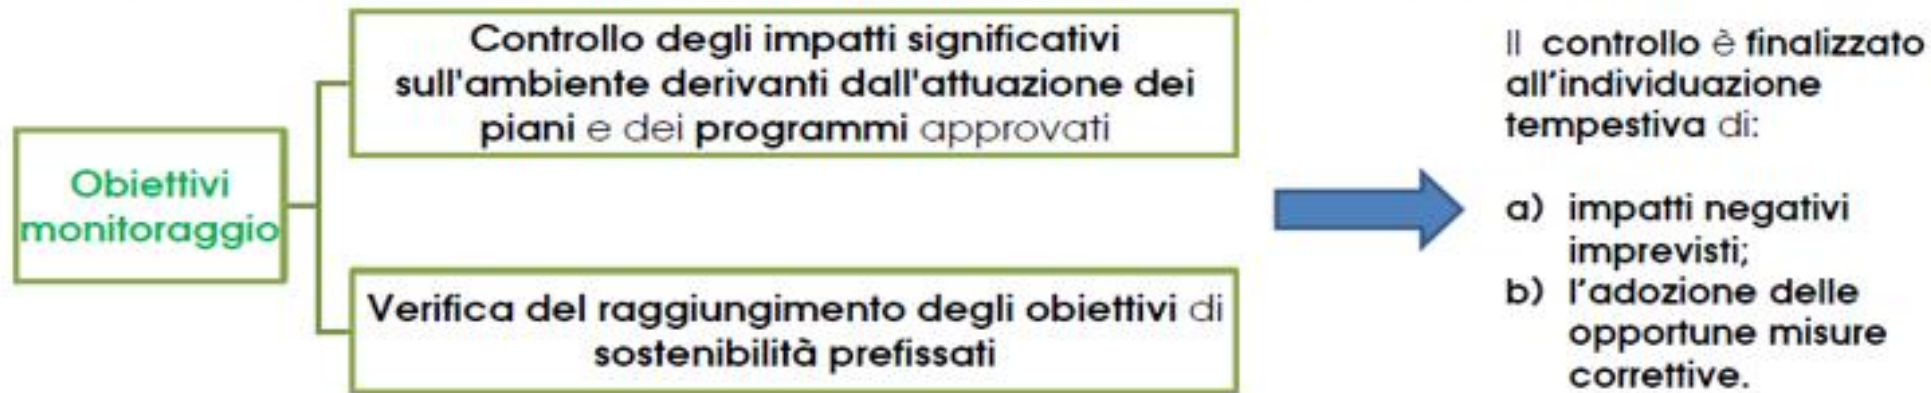 Obiettivi
monitoraggio
Controllo degli impatti significativi
sull'ambiente derivanti dall'attuazione dei
piani e dei programmi approvati
Verifica del raggiungimento degli obiettivi di
sostenibilità prefissati
Il controllo è finalizzato
all'individuazione
tempestiva di:
a) impatti negativi
imprevisti;
b) l'adozione delle
opportune misure
correttive.